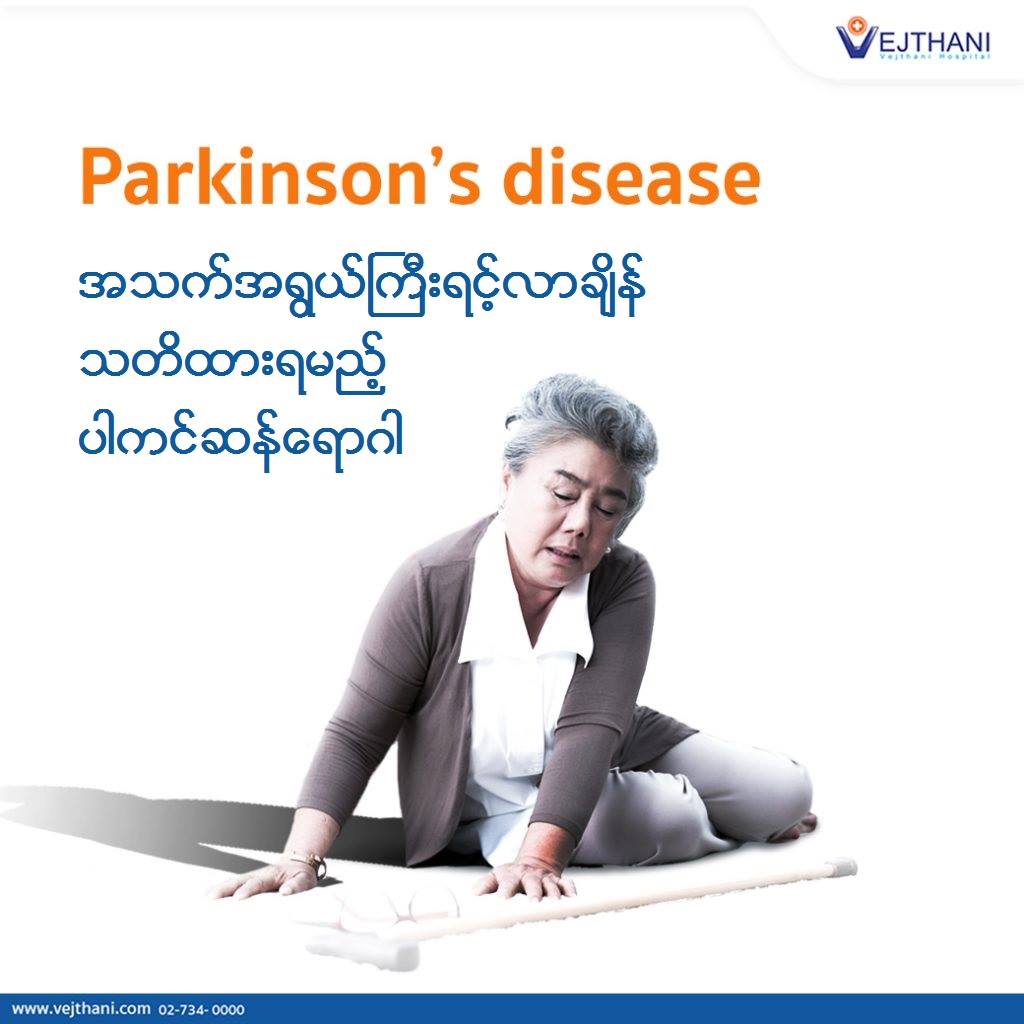 VEJTHANI
Vejthani Hospital
Parkinson's disease
အသက်အရွယ်ကြီးရင့်လာချိန်
သတိထားရမည့်
ပါကင်ဆန်ရောဂါ
www.vejthani.com 02-734- 0000